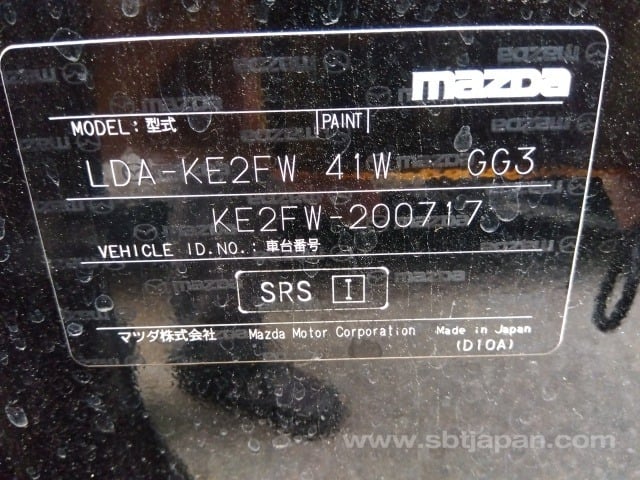 mazda
MODEL: 型式 PAINT
LDA-KE2FW 41W GG3
KE2FW-200717
VEHICLE ID.NO.: 車台番号
SRS I
マツダ株式会社 Mazda Motor Corporation Made in Japan
(D10A)
www.sbtjapan.com